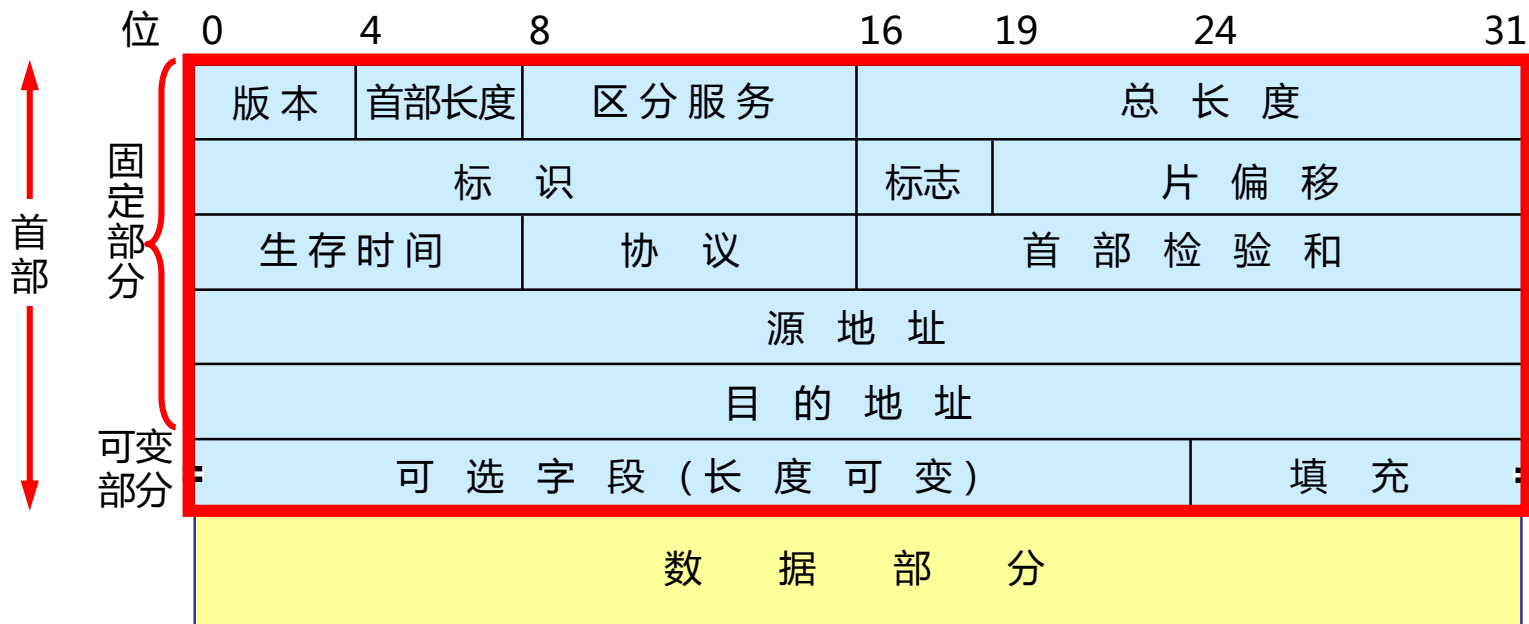 位 0 4 8 16 19 24 31
版 本 首部长度 区 分 服 务 总 长 度
标 识 标志 片 偏 移
生 存 时 间 协 议 首 部 检 验 和
源 地 址
目 的 地 址
可 选 字 段 ( 长 度 可 变 ) 填 充
数 据 部 分
首部
固定部分
可变
部分